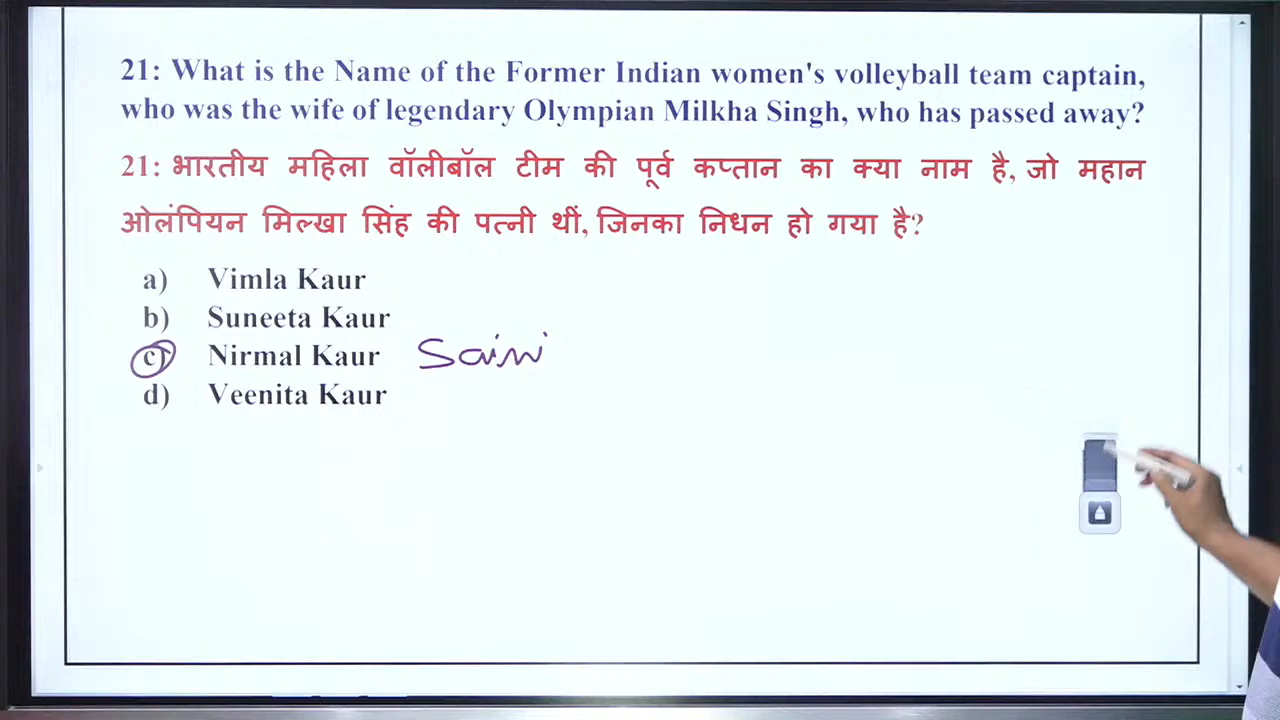 21: What is the Name of the Former Indian women's volleyball team captain,
who was the wife of legendary Olympian Milkha Singh, who has passed away?
21: भारतीय महिला वॉलीबॉल टीम की पूर्व कप्तान का क्या नाम है, जो महान
ओलंपियन मिल्खा सिंह की पत्नी थीं, जिनका निधन हो गया है?
a) Vimla Kaur
b) Suneeta Kaur
c) Nirmal Kaur Saini
d) Veenita Kaur